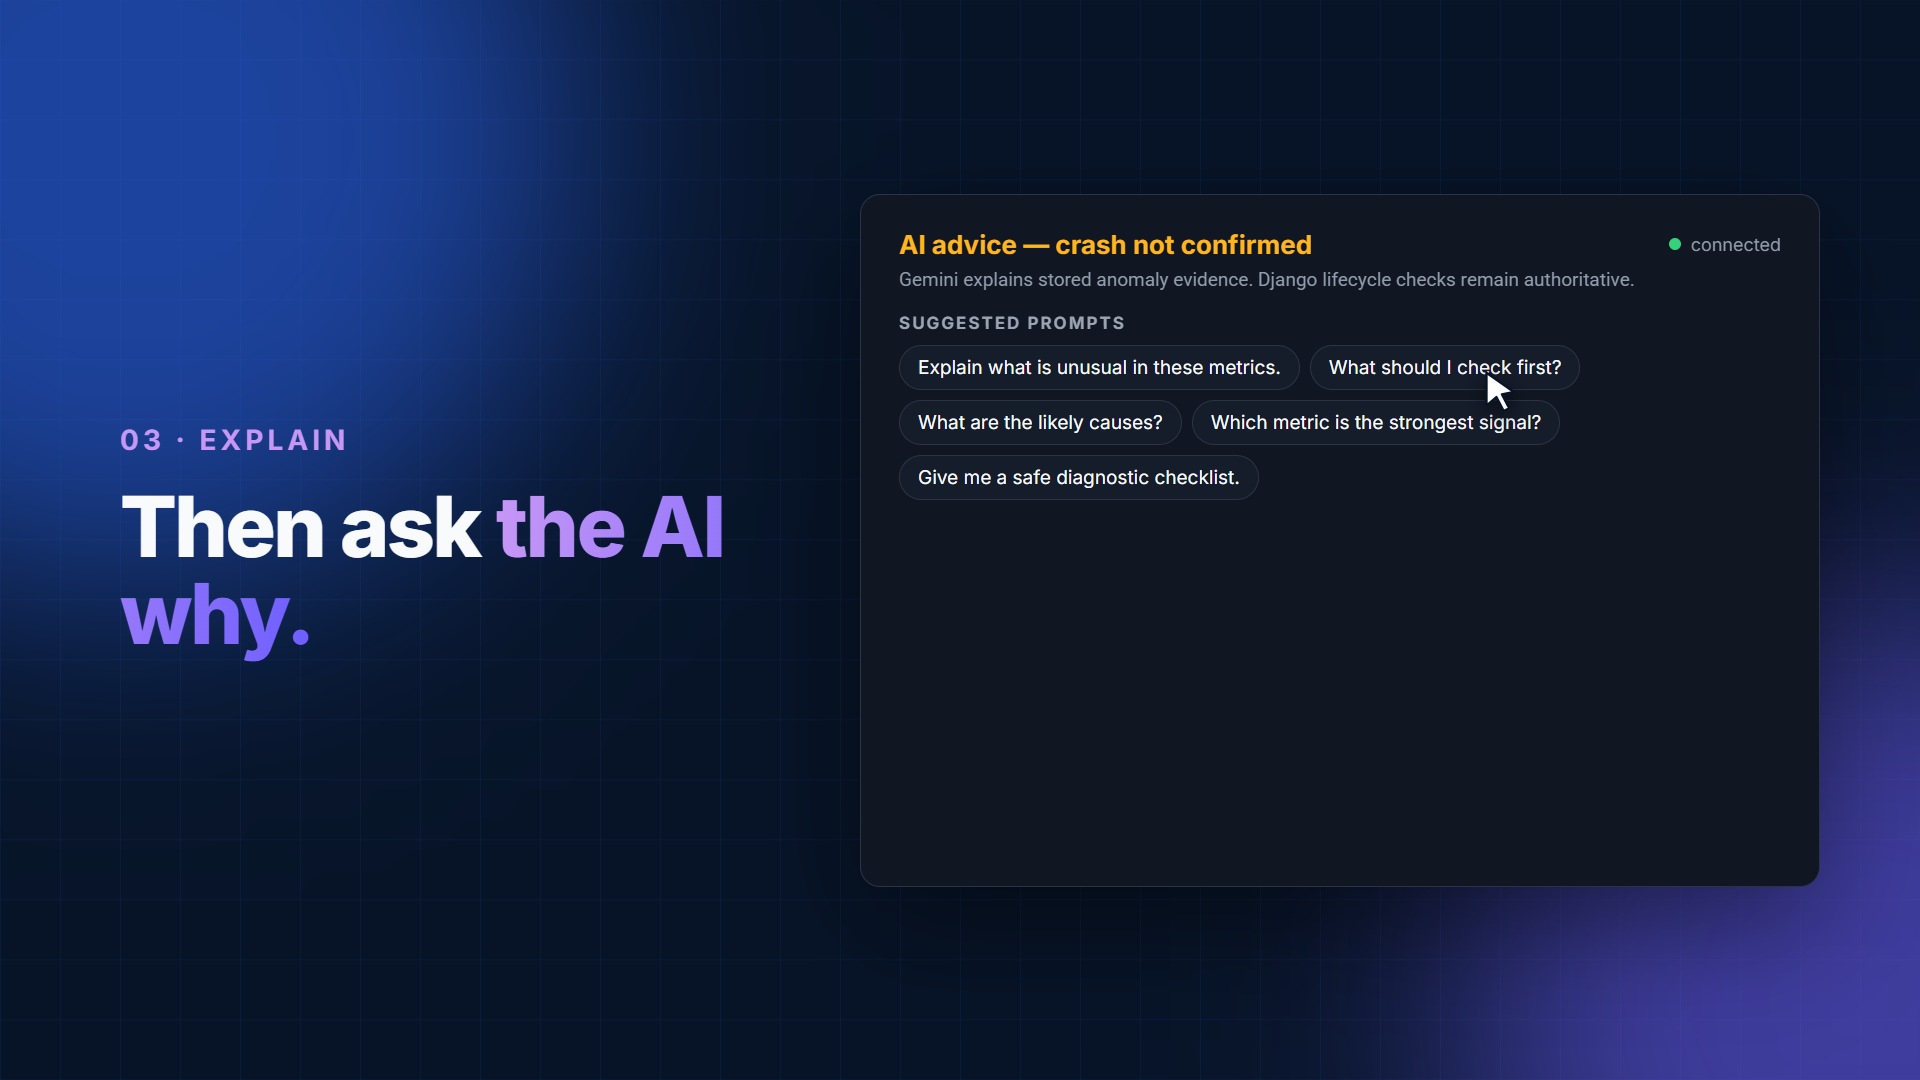 03 · EXPLAIN
Then ask the AI
why.
AI advice — crash not confirmed
connected
Gemini explains stored anomaly evidence. Django lifecycle checks remain authoritative.
SUGGESTED PROMPTS
Explain what is unusual in these metrics.
What should I check first?
What are the likely causes?
Which metric is the strongest signal?
Give me a safe diagnostic checklist.